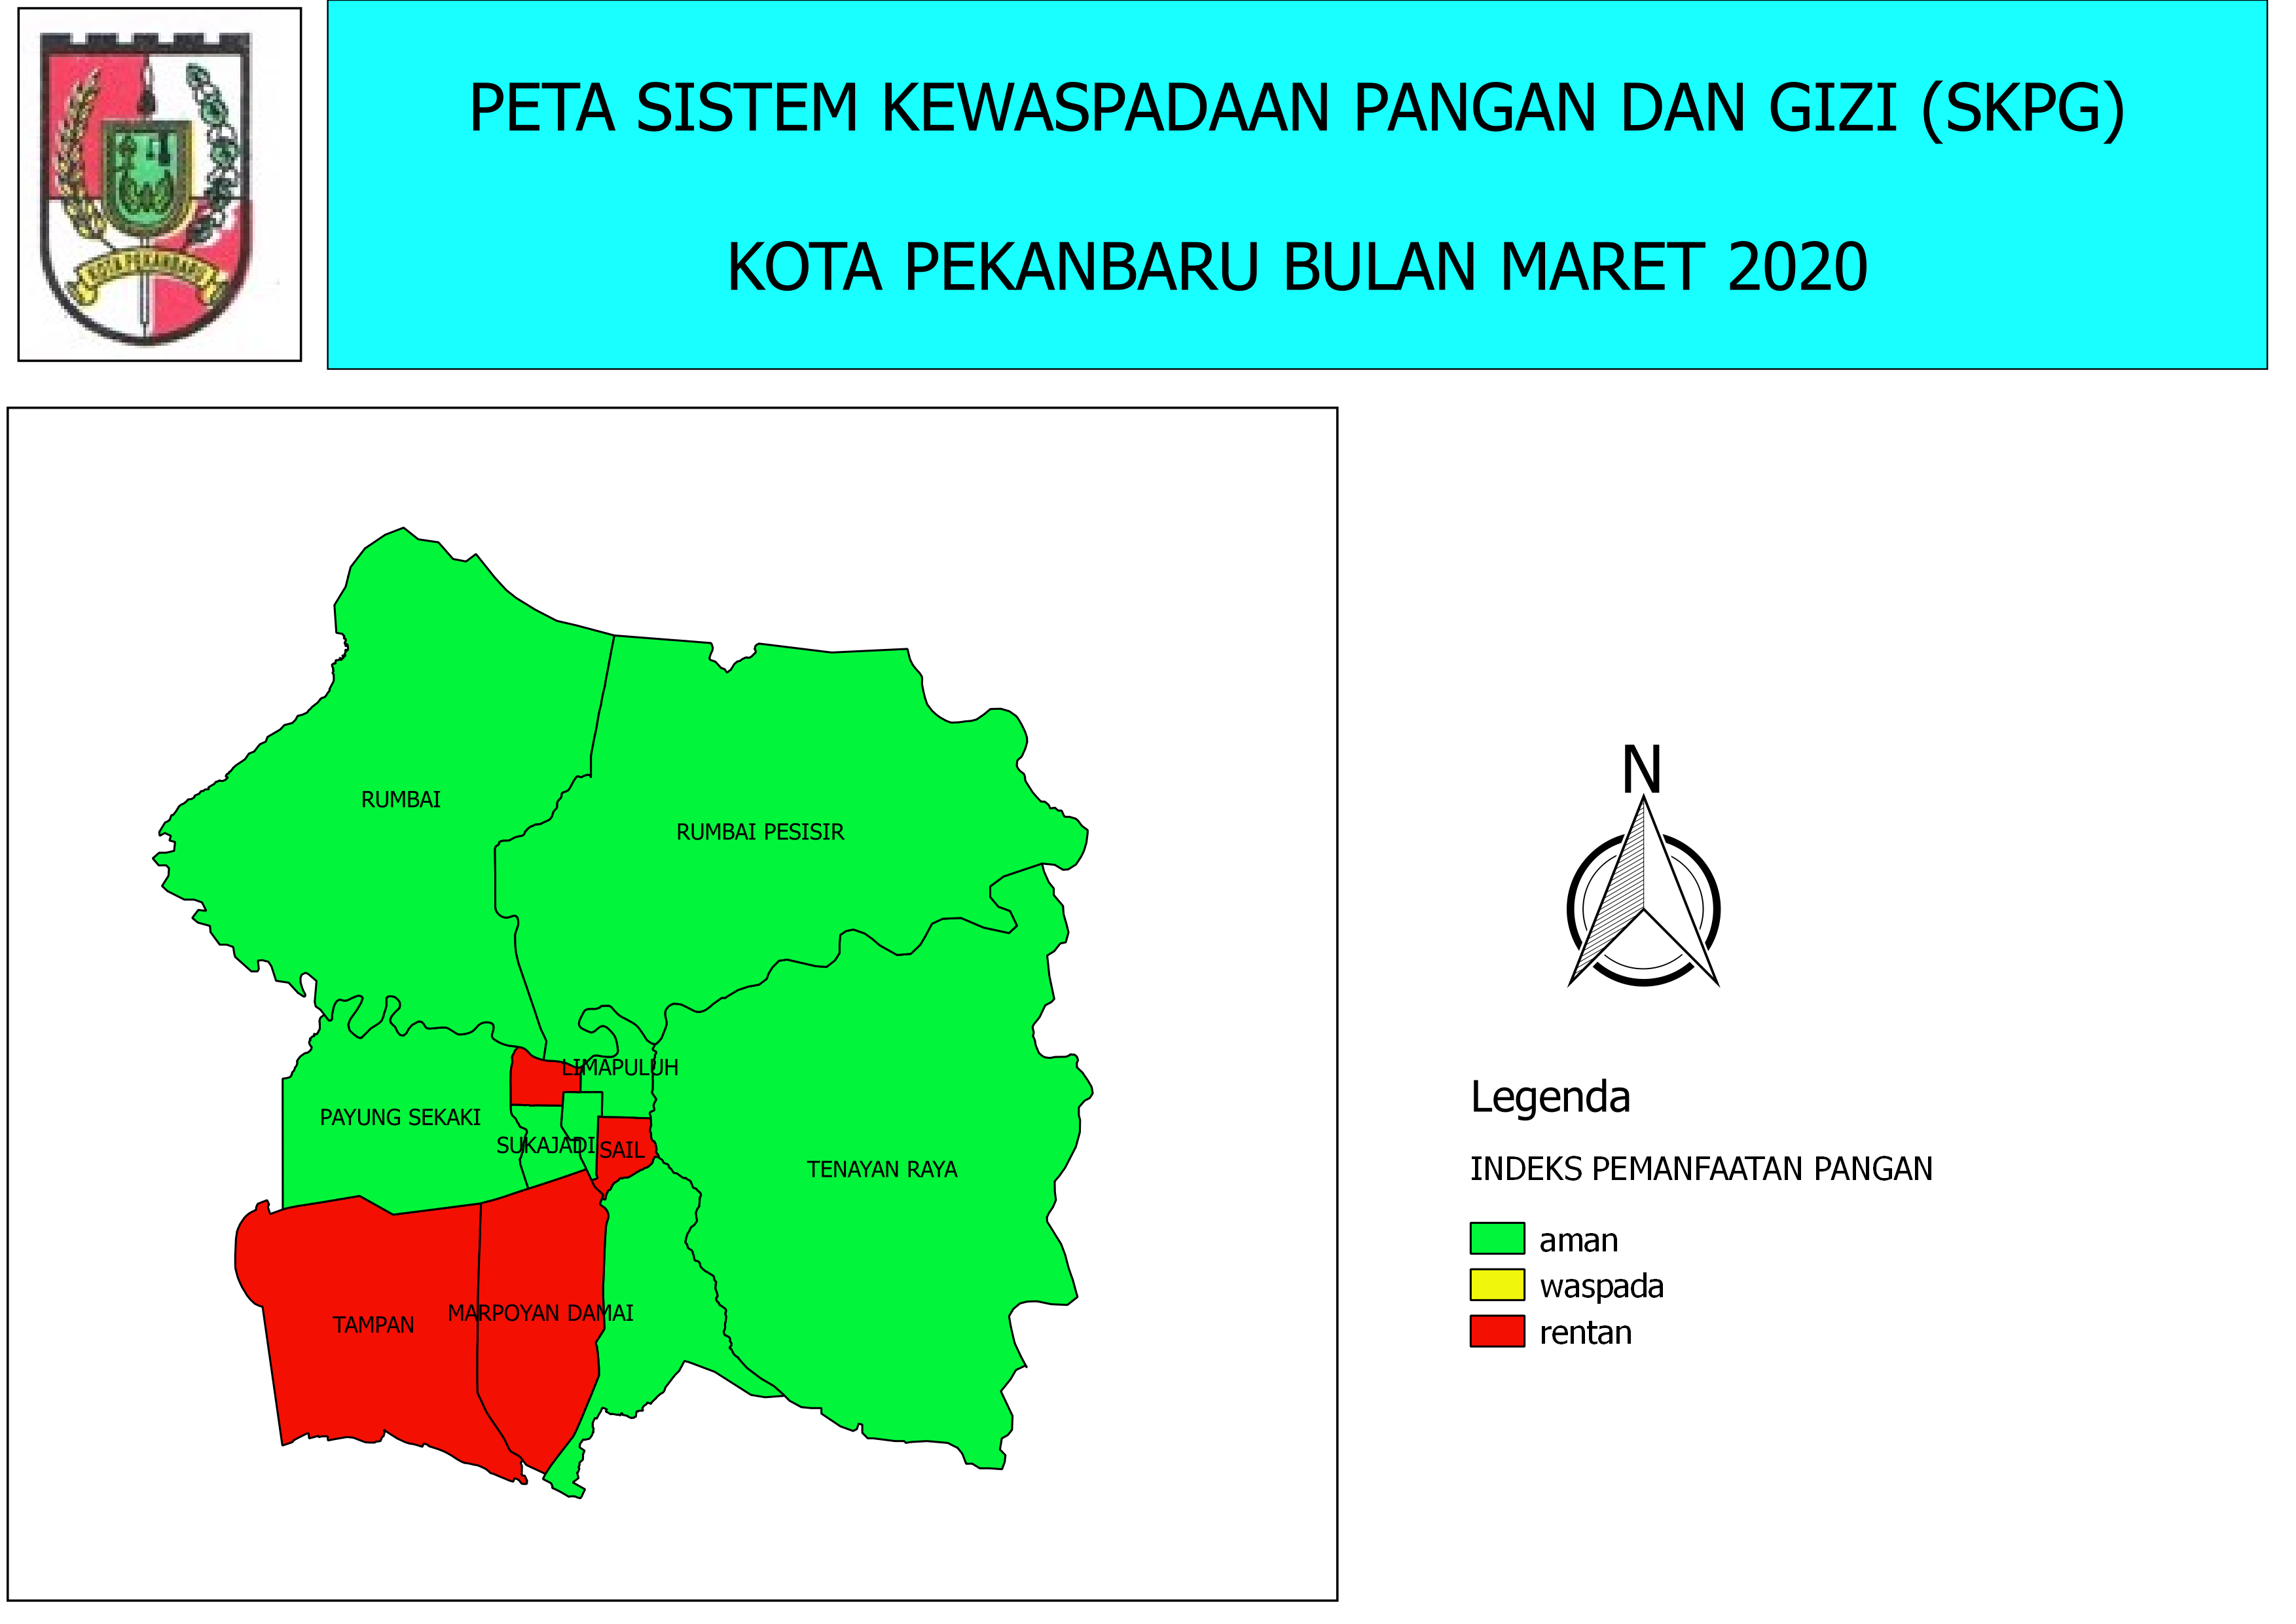 KOTA PEKANBARU
PETA SISTEM KEWASPADAAN PANGAN DAN GIZI (SKPG)
KOTA PEKANBARU BULAN MARET 2020
RUMBAI
RUMBAI PESISIR
LIMAPULUH
PAYUNG SEKAKI
SUKAJADI
SAIL
TENAYAN RAYA
MARPOYAN DAMAI
TAMPAN
N
Legenda
INDEKS PEMANFAATAN PANGAN
aman
waspada
rentan